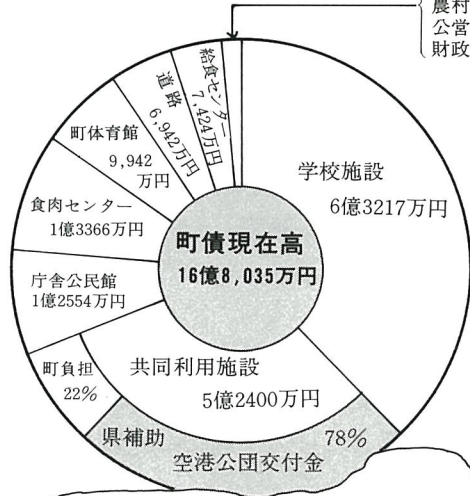 農村
公営
財政
学校施設
6億3217万円
共同利用施設
5億2400万円
県補助 78%
空港公団交付金
町負担
22%
庁舎公民館
1億2554万円
食肉センター
1億3366万円
町体育館
9,942
万円
道路
6,942万円
給食センター
7,424万円
町債現在高
16億8,035万円